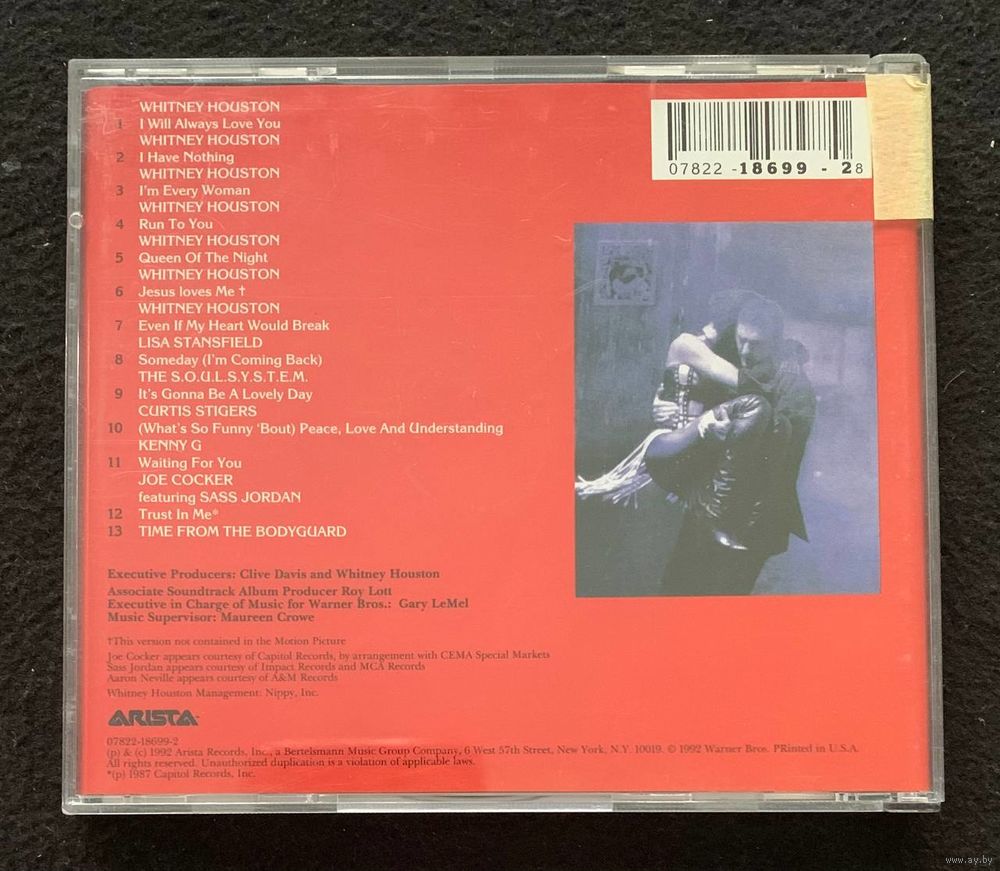 WHITNEY HOUSTON
1 I Will Always Love You
WHITNEY HOUSTON
2 I Have Nothing
WHITNEY HOUSTON
3 I'm Every Woman
WHITNEY HOUSTON
4 Run To You
WHITNEY HOUSTON
5 Queen Of The Night
WHITNEY HOUSTON
6 Jesus loves Me †
WHITNEY HOUSTON
7 Even If My Heart Would Break
LISA STANSFIELD
8 Someday (I'm Coming Back)
THE S.O.U.L.S.Y.S.T.E.M.
9 It's Gonna Be A Lovely Day
CURTIS STIGERS
10 (What's So Funny 'Bout) Peace, Love And Understanding
KENNY G
11 Waiting For You
JOE COCKER
featuring SASS JORDAN
12 Trust In Me*
13 TIME FROM THE BODYGUARD
07822 -18699 - 28
Executive Producers: Clive Davis and Whitney Houston
Associate Soundtrack Album Producer Roy Lott
Executive in Charge of Music for Warner Bros.: Gary LeMel
Music Supervisor: Maureen Crowe
†This version not contained in the Motion Picture
Joe Cocker appears courtesy of Capitol Records, by arrangement with CEMA Special Markets
Sass Jordan appears courtesy of Impact Records and MCA Records
Aaron Neville appears courtesy of A&M Records
Whitney Houston Management: Nippy, Inc.
ARISTA
07822-18699-2
(p) & (c) 1992 Arista Records, Inc., a Bertelsmann Music Group Company, 6 West 57th Street, New York, N.Y. 10019. © 1992 Warner Bros. PRinted in U.S.A.
All rights reserved. Unauthorized duplication is a violation of applicable laws.
*(p) 1987 Capitol Records, Inc.
www.ay.by